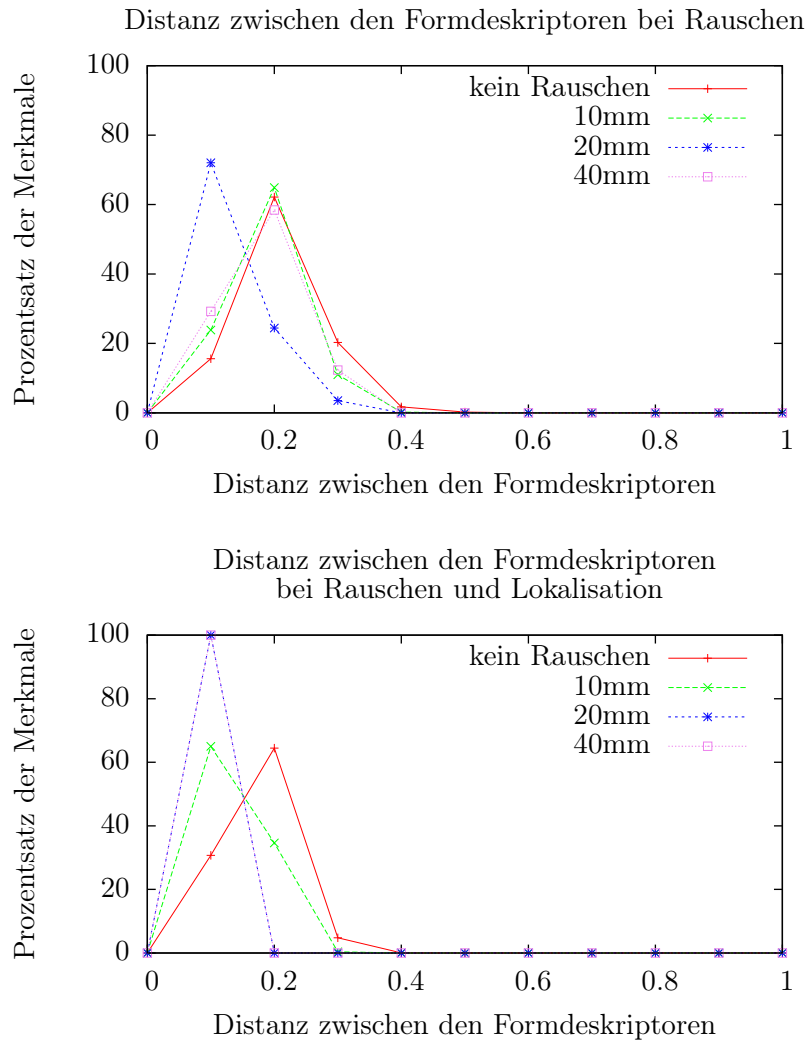 Distanz zwischen den Formdeskriptoren bei Rauschen
Prozentsatz der Merkmale
100
80
60
40
20
0
kein Rauschen
10mm
20mm
40mm
0 0.2 0.4 0.6 0.8 1
Distanz zwischen den Formdeskriptoren
Distanz zwischen den Formdeskriptoren
bei Rauschen und Lokalisation
Prozentsatz der Merkmale
100
80
60
40
20
0
kein Rauschen
10mm
20mm
40mm
0 0.2 0.4 0.6 0.8 1
Distanz zwischen den Formdeskriptoren